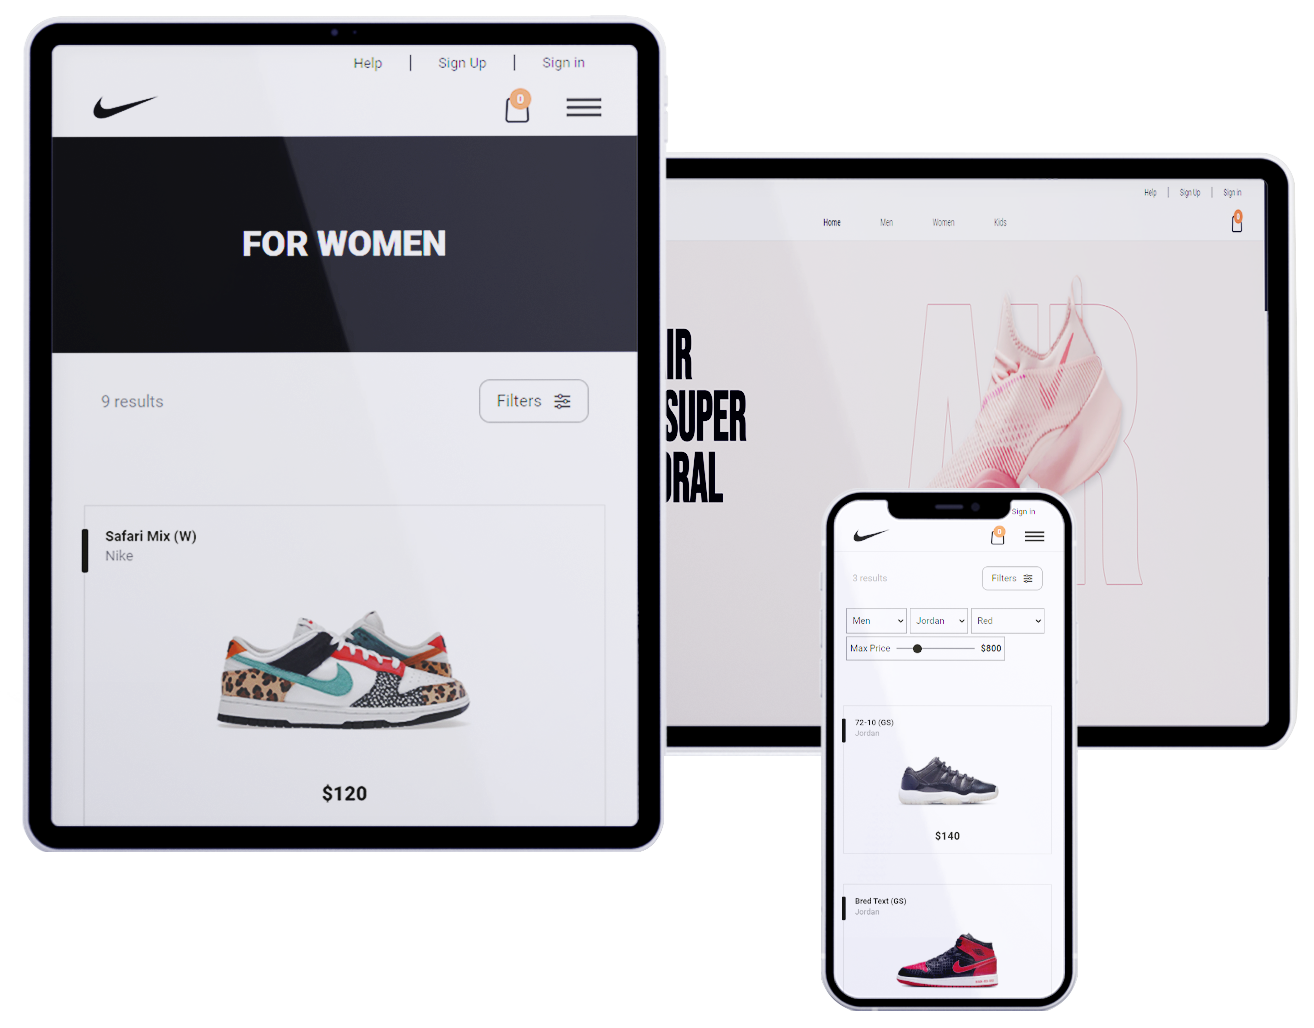 Help | Sign Up | Sign in
0
FOR WOMEN
9 results
Filters
Safari Mix (W)
Nike
$120
Help | Sign Up | Sign in
Home Men Women Kids
IR
SUPER
ORAL
AIR
Sign in
0
3 results
Filters
Men Jordan Red
Max Price $800
72-10 (GS)
Jordan
$140
Bred Text (GS)
Jordan